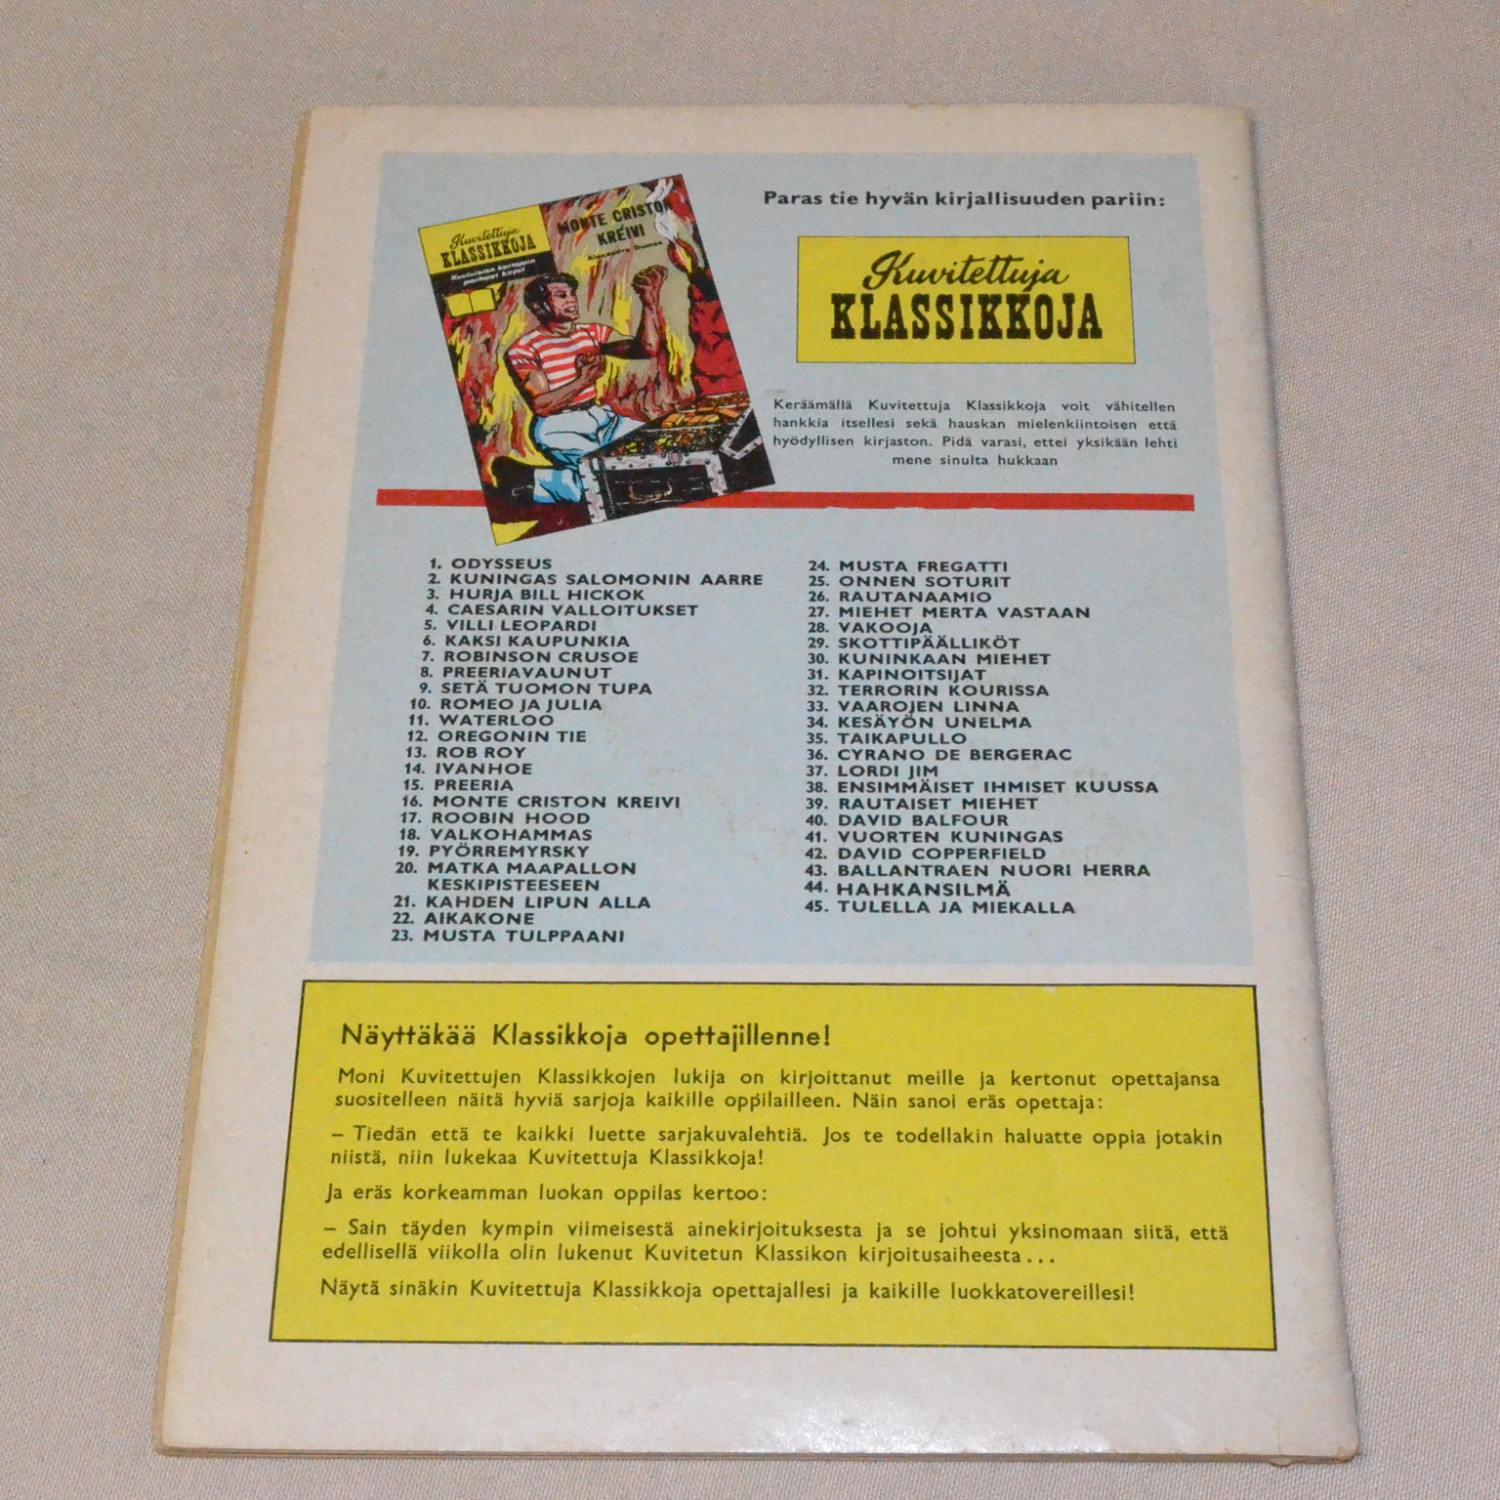 Paras tie hyvän kirjallisuuden pariin:
Kuvitettuja
KLASSIKKOJA
Kuvitettuja
KLASSIKKOJA
MONTE CRISTON
KREIVI
Alexandre Dumas
Keräämällä Kuvitettuja Klassikkoja voit vähitellen
hankkia itsellesi sekä hauskan mielenkiintoisen että
hyödyllisen kirjaston. Pidä varasi, ettei yksikään lehti
mene sinulta hukkaan
1. ODYSSEUS
2. KUNINGAS SALOMONIN AARRE
3. HURJA BILL HICKOK
4. CAESARIN VALLOITUKSET
5. VILLI LEOPARDI
6. KAKSI KAUPUNKIA
7. ROBINSON CRUSOE
8. PREERIAVAUNUT
9. SETÄ TUOMON TUPA
10. ROMEO JA JULIA
11. WATERLOO
12. OREGONIN TIE
13. ROB ROY
14. IVANHOE
15. PREERIA
16. MONTE CRISTON KREIVI
17. ROOBIN HOOD
18. VALKOHAMMAS
19. PYÖRREMYRSKY
20. MATKA MAAPALLON
KESKIPISTEESEEN
21. KAHDEN LIPUN ALLA
22. AIKAKONE
23. MUSTA TULPPAANI
24. MUSTA FREGATTI
25. ONNEN SOTURIT
26. RAUTANAAMIO
27. MIEHET MERTA VASTAAN
28. VAKOOJA
29. SKOTTIPÄÄLLIKÖT
30. KUNINKAAN MIEHET
31. KAPINOITSIJAT
32. TERRORIN KOURISSA
33. VAAROJEN LINNA
34. KESÄYÖN UNELMA
35. TAIKAPULLO
36. CYRANO DE BERGERAC
37. LORDI JIM
38. ENSIMMÄISET IHMISET KUUSSA
39. RAUTAISET MIEHET
40. DAVID BALFOUR
41. VUORTEN KUNINGAS
42. DAVID COPPERFIELD
43. BALLANTRAEN NUORI HERRA
44. HAHKANSILMÄ
45. TULELLA JA MIEKALLA
Näyttäkää Klassikkoja opettajillenne!
Moni Kuvitettujen Klassikkojen lukija on kirjoittanut meille ja kertonut opettajansa
suositelleen näitä hyviä sarjoja kaikille oppilailleen. Näin sanoi eräs opettaja:
– Tiedän että te kaikki luette sarjakuvalehtiä. Jos te todellakin haluatte oppia jotakin
niistä, niin lukekaa Kuvitettuja Klassikkoja!
Ja eräs korkeamman luokan oppilas kertoo:
– Sain täyden kympin viimeisestä ainekirjoituksesta ja se johtui yksinomaan siitä, että
edellisellä viikolla olin lukenut Kuvitetun Klassikon kirjoitusaiheesta...
Näytä sinäkin Kuvitettuja Klassikkoja opettajallesi ja kaikille luokkatovereillesi!